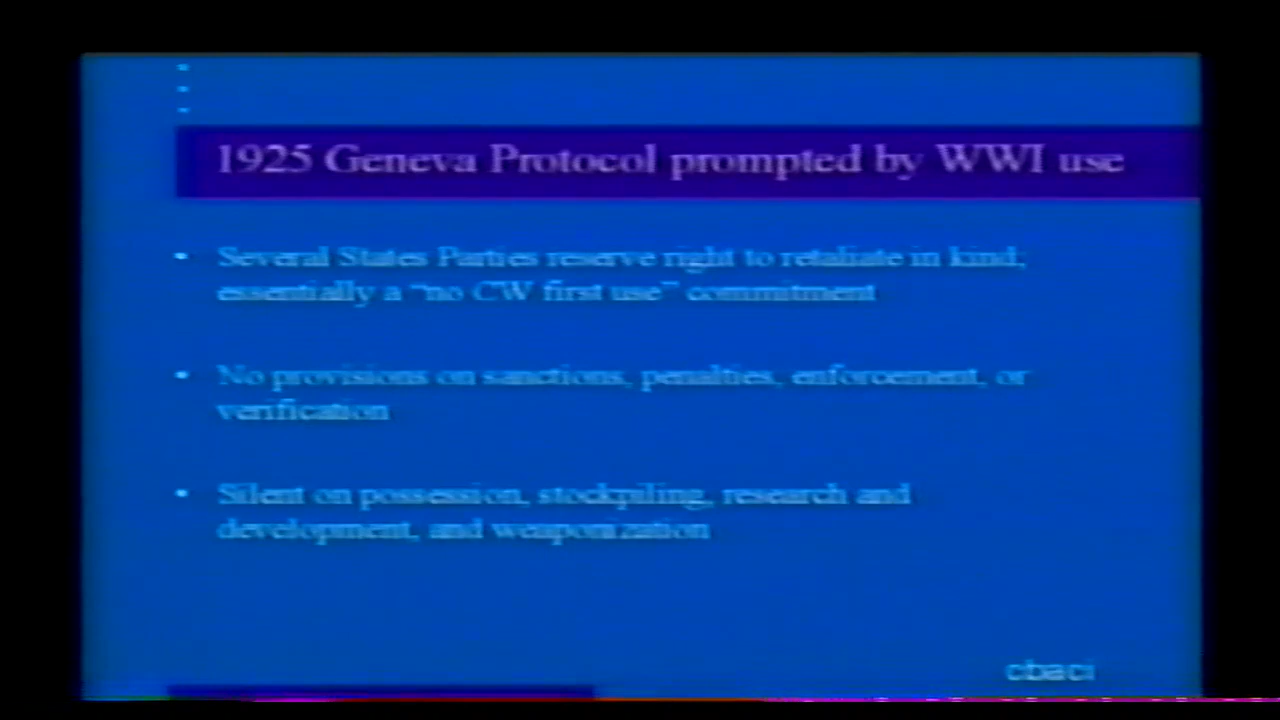 1925 Geneva Protocol prompted by WWI use
• Several States Parties reserve right to retaliate in kind;
essentially a "no CW first use" commitment
• No provisions on sanctions, penalties, enforcement, or
verification
• Silent on possession, stockpiling, research and
development, and weaponization
cbaci